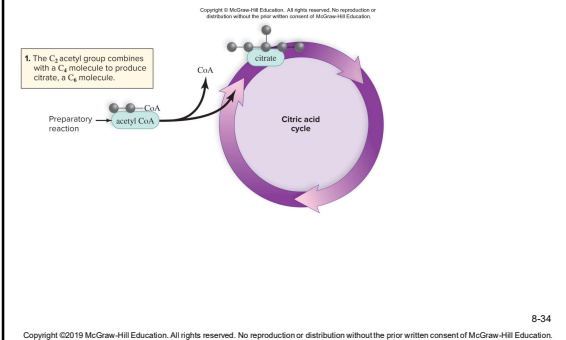 Copyright © McGraw-Hill Education. All rights reserved. No reproduction or
distribution without the prior written consent of McGraw-Hill Education.
1. The C₂ acetyl group combines
with a C₄ molecule to produce
citrate, a C₆ molecule.
citrate
CoA
CoA
Preparatory
reaction
acetyl CoA
Citric acid
cycle
8-34
Copyright ©2019 McGraw-Hill Education. All rights reserved. No reproduction or distribution without the prior written consent of McGraw-Hill Education.